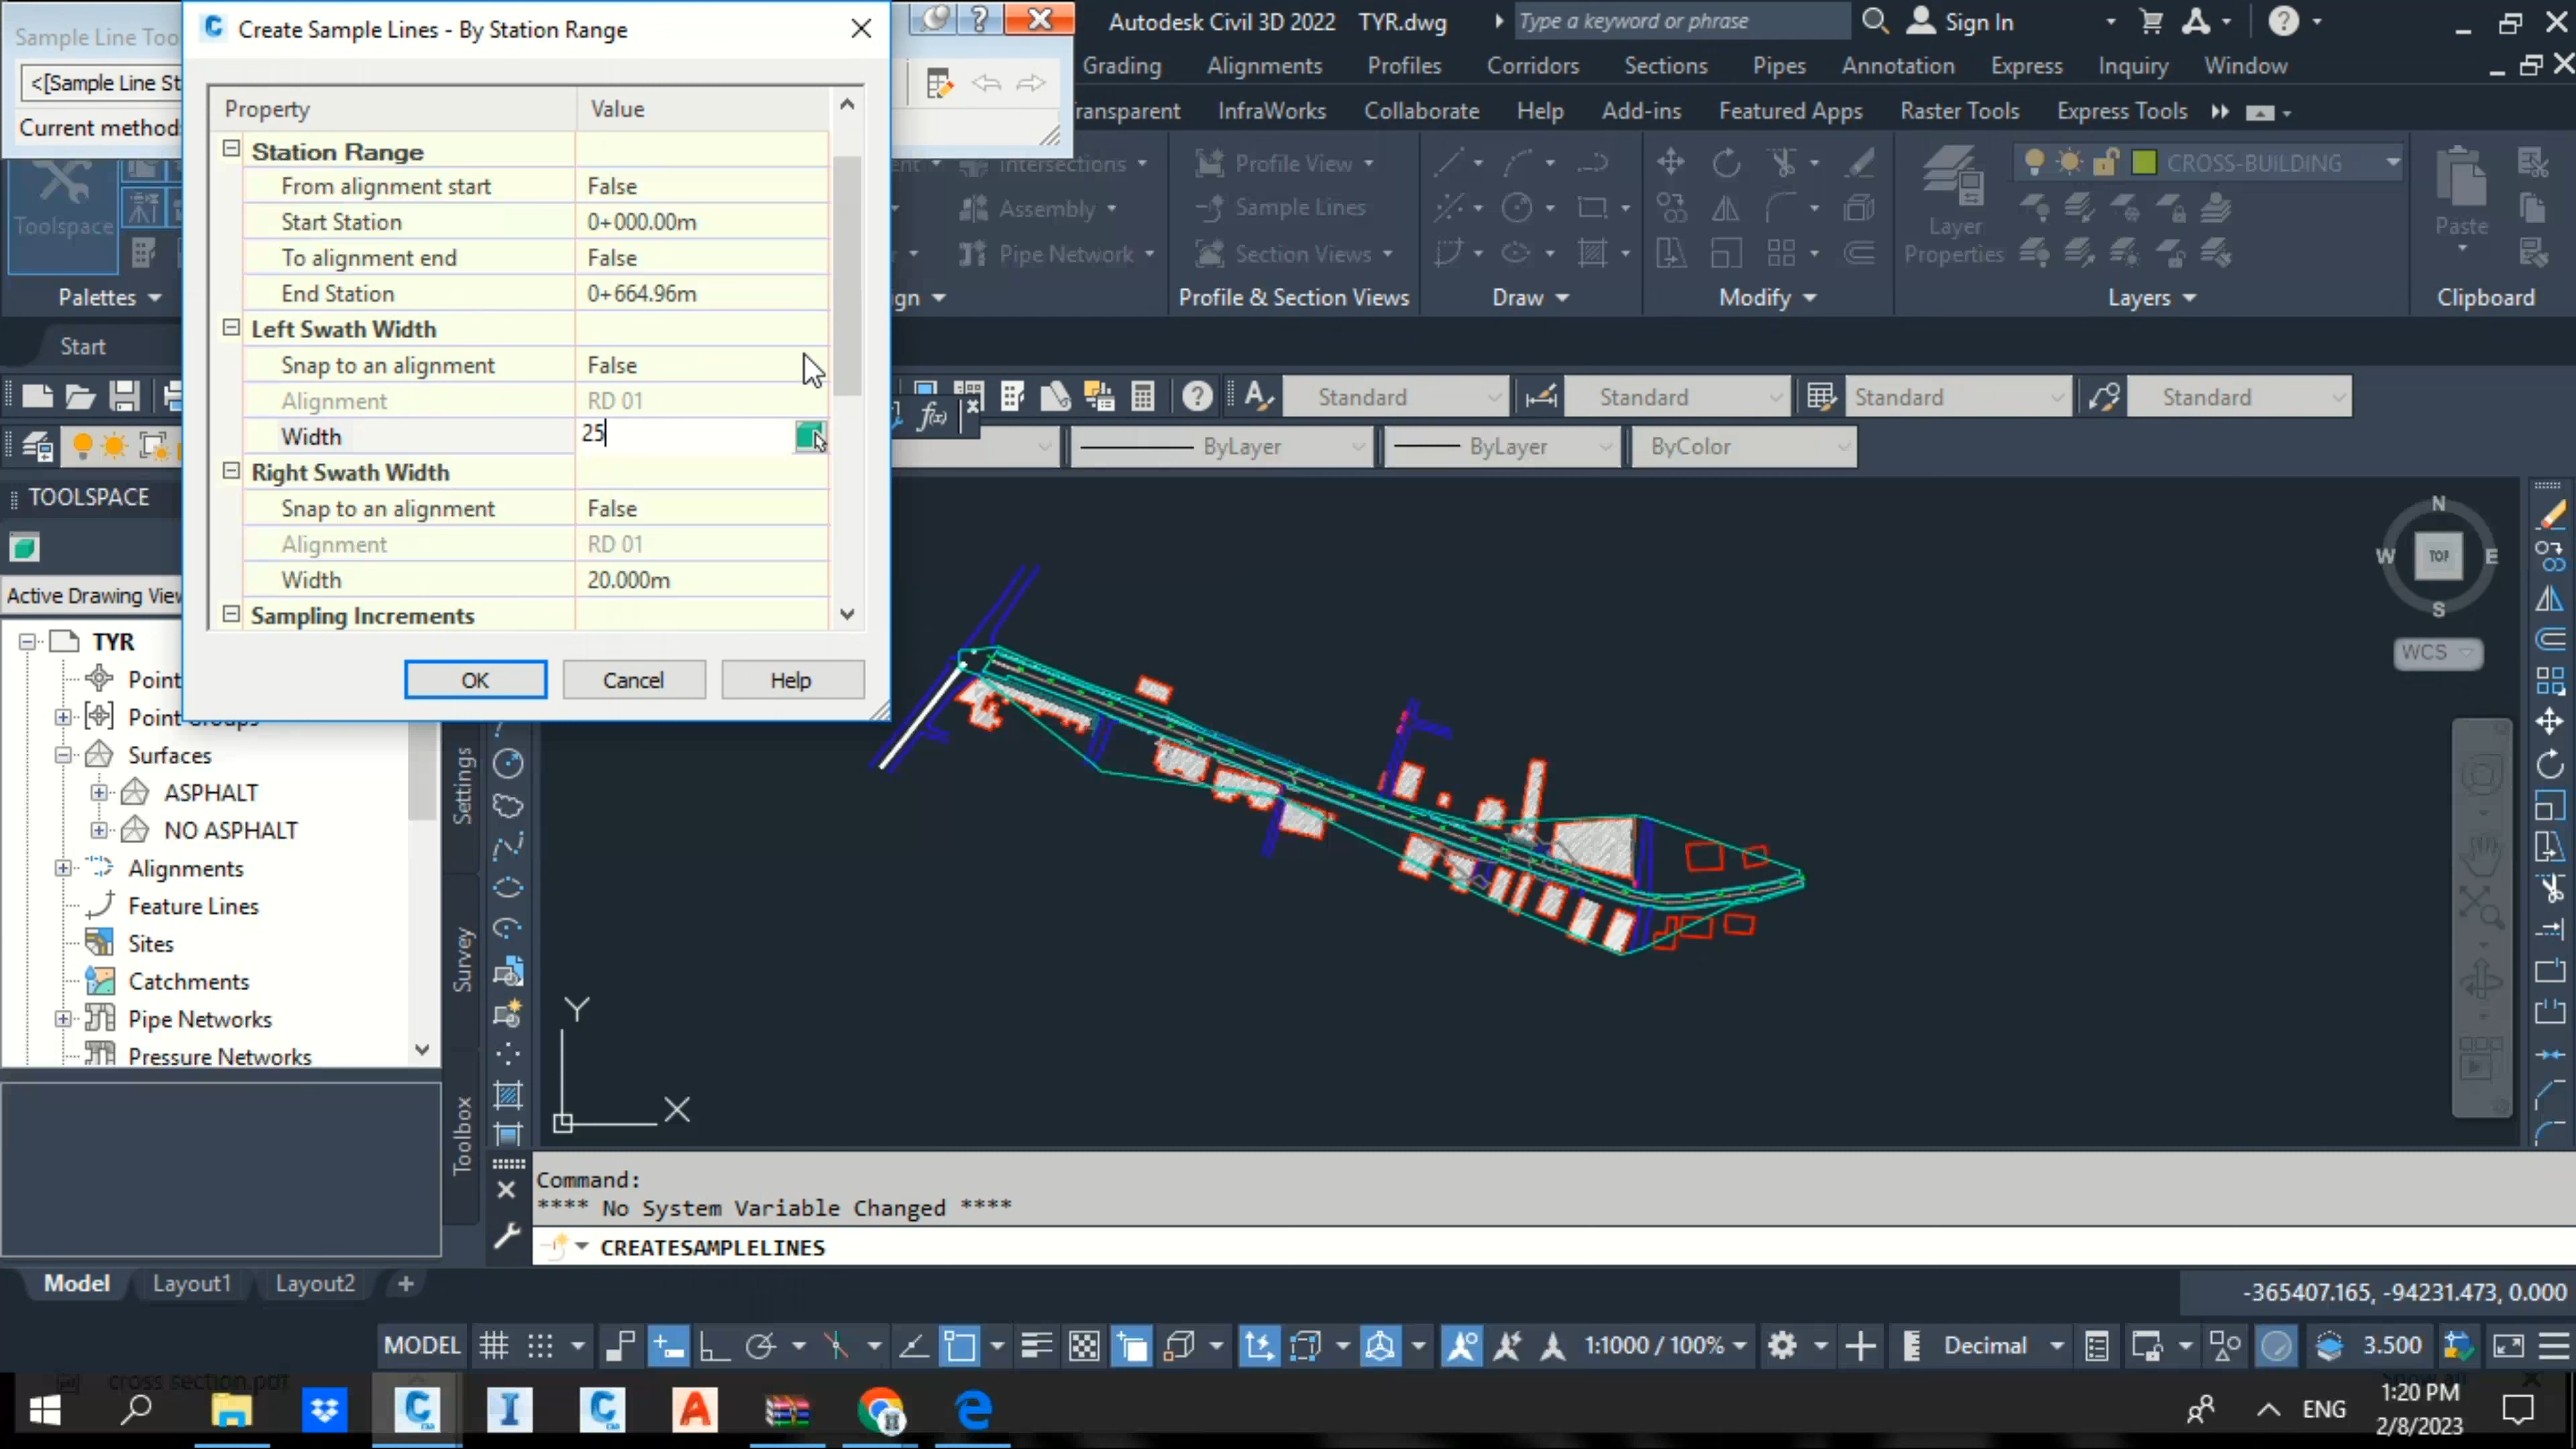 Sample Line Too
Create Sample Lines - By Station Range
Autodesk Civil 3D 2022 TYR.dwg
Type a keyword or phrase
Sign In
<[Sample Line St
Current method:
Grading Alignments Profiles Corridors Sections Pipes Annotation Express Inquiry Window
ransparent InfraWorks Collaborate Help Add-ins Featured Apps Raster Tools Express Tools
Property Value
Station Range
From alignment start False
Start Station 0+000.00m
To alignment end False
End Station 0+664.96m
Left Swath Width
Snap to an alignment False
Alignment RD 01
Width 25
Right Swath Width
Snap to an alignment False
Alignment RD 01
Width 20.000m
Sampling Increments
OK Cancel Help
Toolspace
Palettes
Start
ent
Intersections
Assembly
Pipe Network
ign
Profile View
Sample Lines
Section Views
Profile & Section Views
Draw
Modify
Layer
Properties
CROSS-BUILDING
Layers
Paste
Clipboard
Standard Standard Standard Standard
f(x)
ByLayer ByLayer ByColor
TOOLSPACE
Active Drawing View
TYR
Point
Point Groups
Surfaces
ASPHALT
NO ASPHALT
Alignments
Feature Lines
Sites
Catchments
Pipe Networks
Pressure Networks
Settings
Survey
Toolbox
N
W TOP E
S
WCS
Y
X
Command:
**** No System Variable Changed ****
CREATESAMPLELINES
Model Layout1 Layout2 +
-365407.165, -94231.473, 0.000
MODEL
1:1000 / 100%
Decimal
3.500
cross section.pdf
Show all
ENG
1:20 PM
2/8/2023